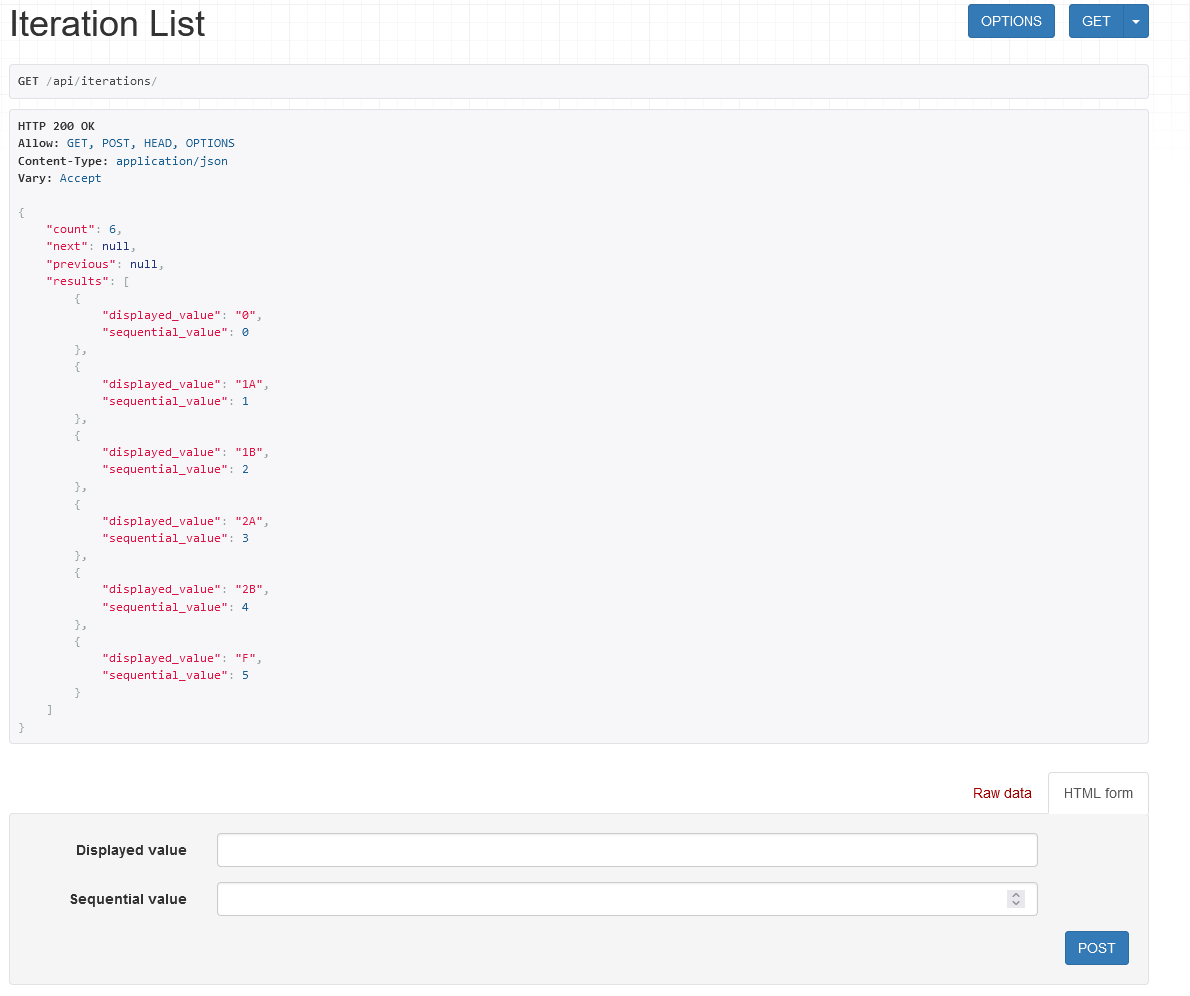 Iteration List
OPTIONS
GET
GET /api/iterations/
HTTP 200 OK
Allow: GET, POST, HEAD, OPTIONS
Content-Type: application/json
Vary: Accept
{
    "count": 6,
    "next": null,
    "previous": null,
    "results": [
        {
            "displayed_value": "0",
            "sequential_value": 0
        },
        {
            "displayed_value": "1A",
            "sequential_value": 1
        },
        {
            "displayed_value": "1B",
            "sequential_value": 2
        },
        {
            "displayed_value": "2A",
            "sequential_value": 3
        },
        {
            "displayed_value": "2B",
            "sequential_value": 4
        },
        {
            "displayed_value": "F",
            "sequential_value": 5
        }
    ]
}
Raw data
HTML form
Displayed value
Sequential value
POST